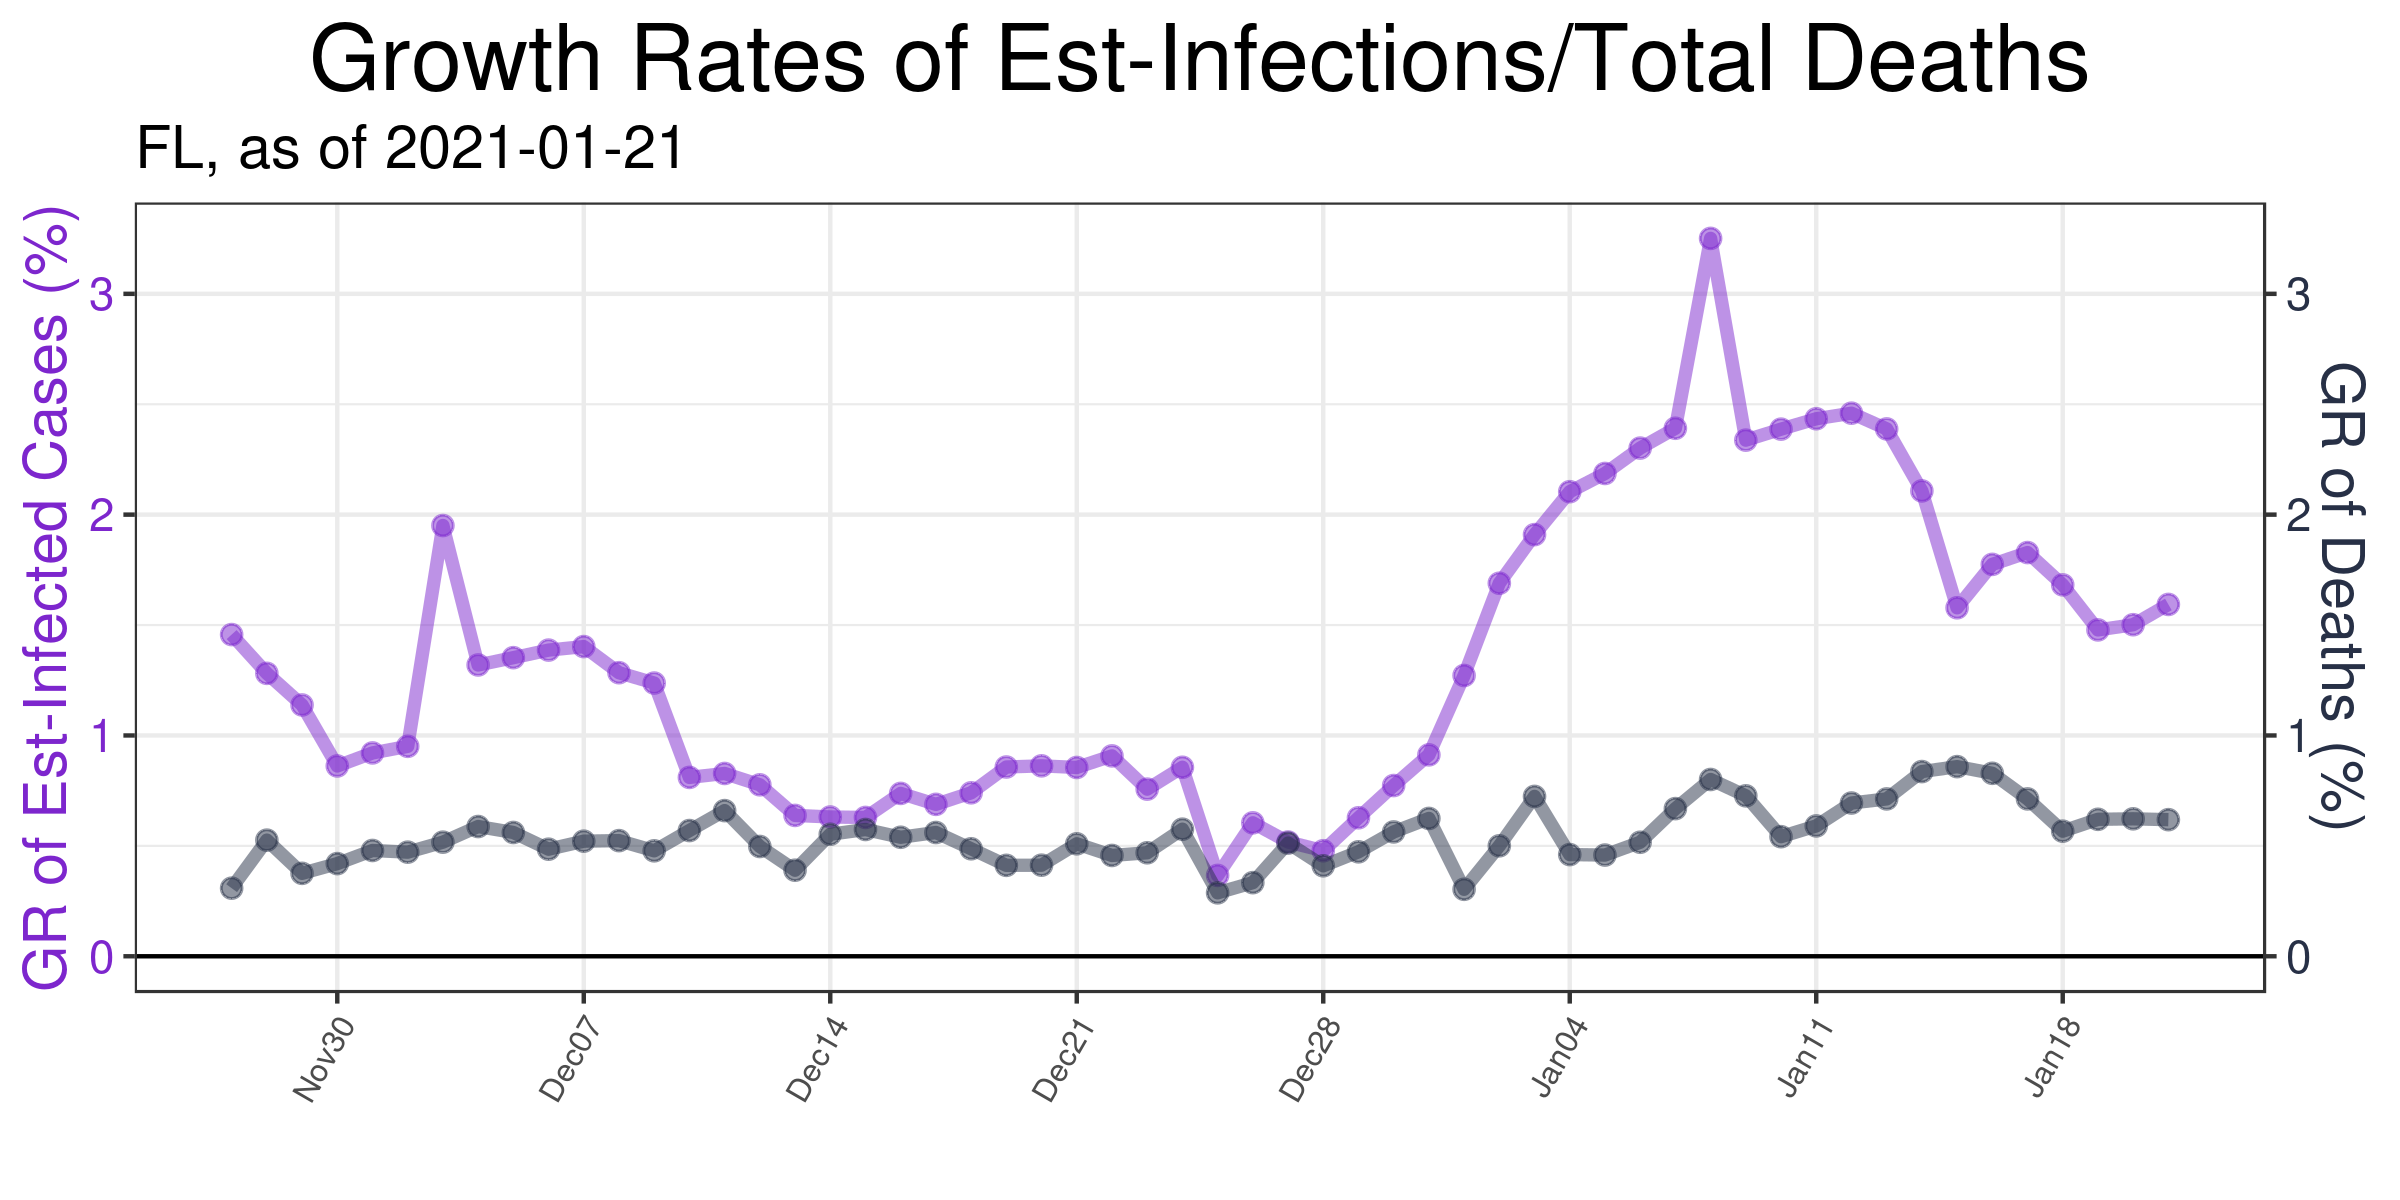 Growth Rates of Est-Infections/Total Deaths
FL, as of 2021-01-21
GR of Est-Infected Cases (%)
3
2
1
0
3
2
1
0
GR of Deaths (%)
Nov30
Dec07
Dec14
Dec21
Dec28
Jan04
Jan11
Jan18